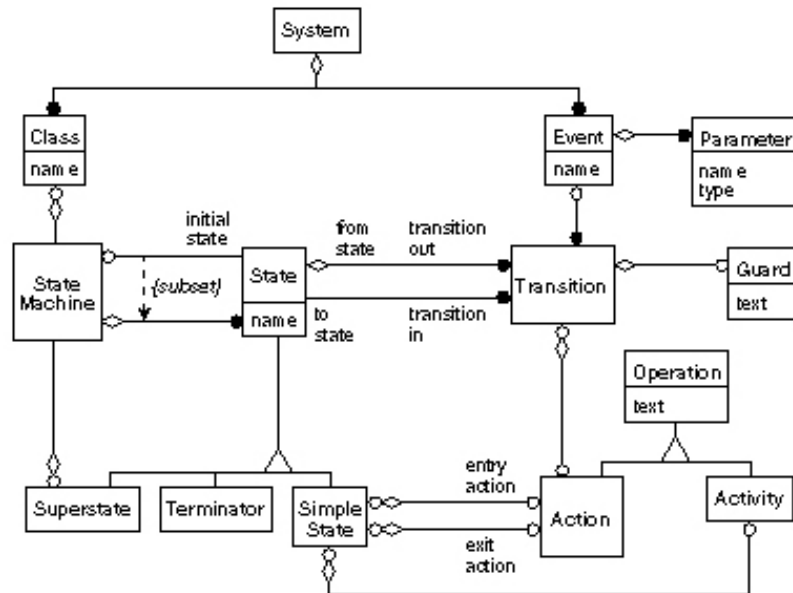 System
Class
name
Event
name
Parameter
name
type
initial
state
from
state
transition
out
State
Machine
{subset}
State
name
to
state
transition
in
Transition
Guard
text
Operation
text
Superstate
Terminator
Simple
State
entry
action
exit
action
Action
Activity